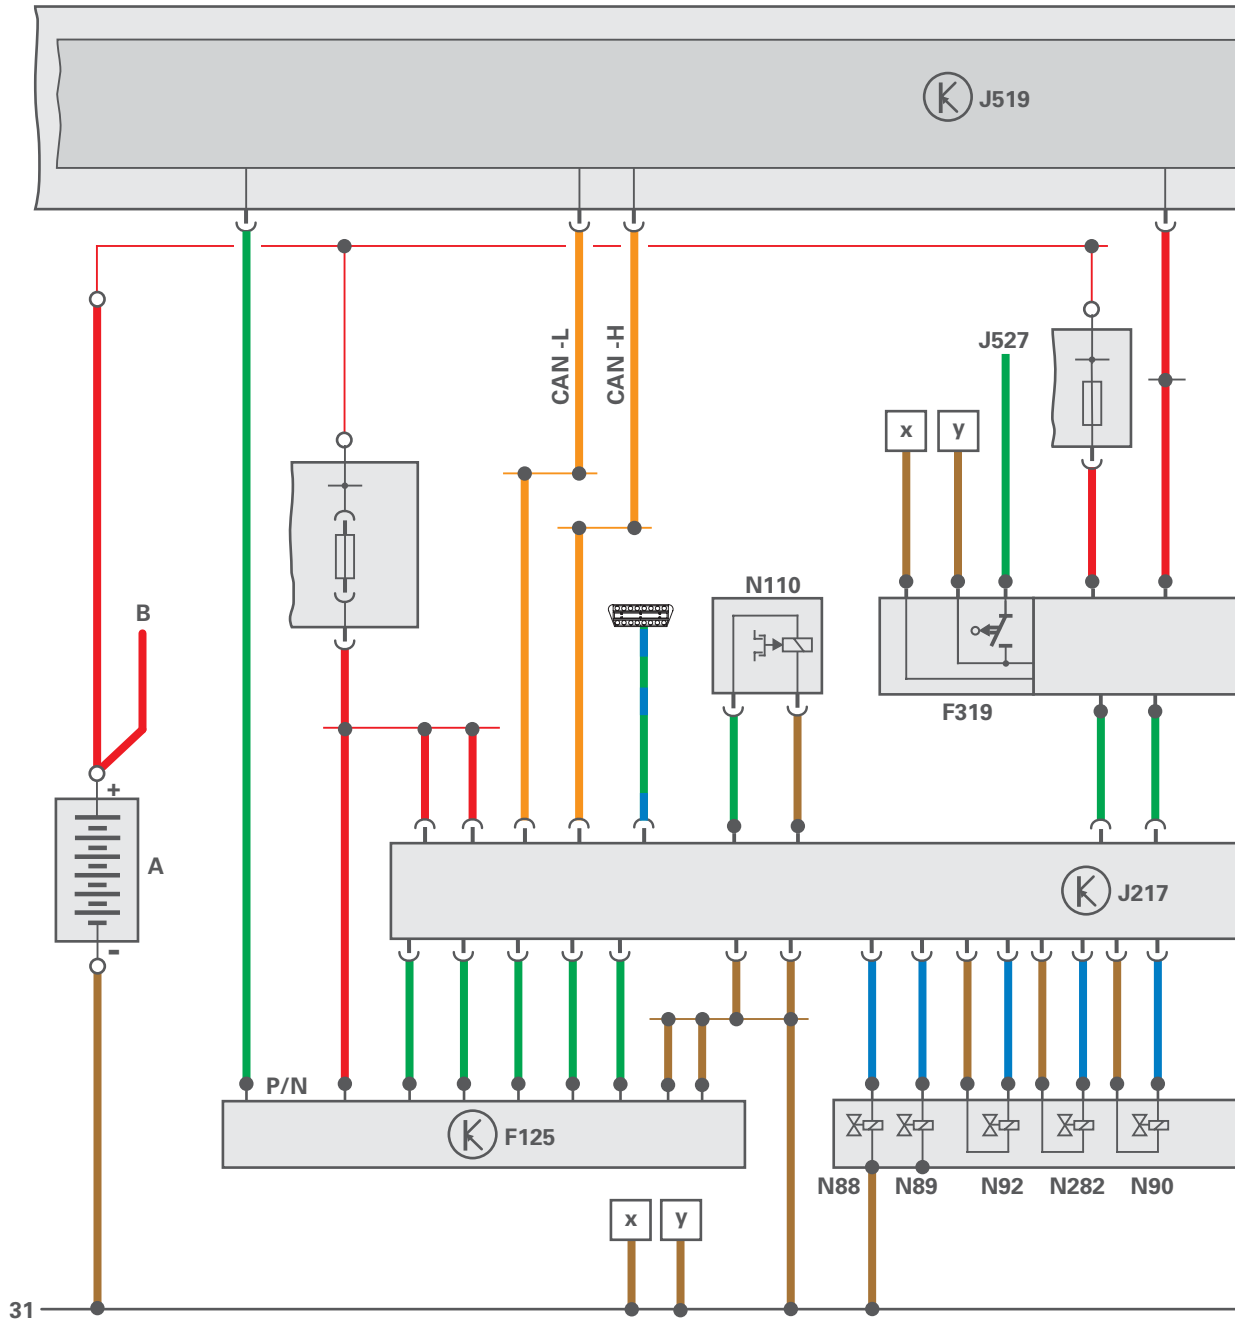 J519
CAN -L
CAN -H
J527
x
y
N110
B
F319
+
A
J217
-
P/N
F125
N88
N89
N92
N282
N90
x
y
31